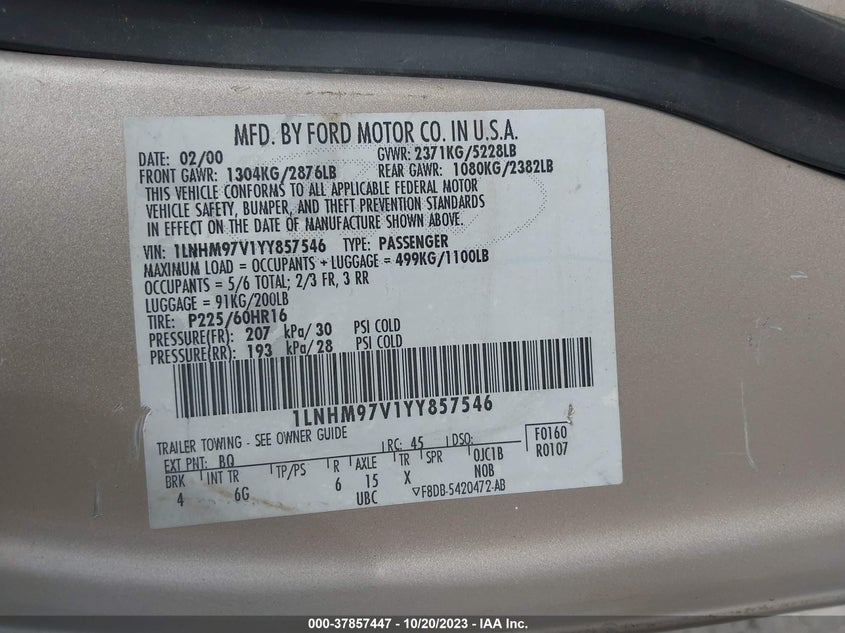 MFD. BY FORD MOTOR CO. IN U.S.A.
DATE: 02/00 GVWR: 2371KG/5228LB
FRONT GAWR: 1304KG/2876LB REAR GAWR: 1080KG/2382LB
THIS VEHICLE CONFORMS TO ALL APPLICABLE FEDERAL MOTOR
VEHICLE SAFETY, BUMPER, AND THEFT PREVENTION STANDARDS
IN EFFECT ON THE DATE OF MANUFACTURE SHOWN ABOVE.
VIN: 1LNHM97V1YY857546 TYPE: PASSENGER
MAXIMUM LOAD = OCCUPANTS + LUGGAGE = 499KG/1100LB
OCCUPANTS = 5/6 TOTAL; 2/3 FR, 3 RR
LUGGAGE = 91KG/200LB
TIRE: P225/60HR16
PRESSURE(FR): 207 kPa/ 30 PSI COLD
PRESSURE(RR): 193 kPa/ 28 PSI COLD
1LNHM97V1YY857546
TRAILER TOWING - SEE OWNER GUIDE
EXT PNT: BQ RC: 45 DSO: F0160
BRK INT TR TP/PS R AXLE TR SPR 0JC1B R0107
4 6G 6 15 X N0B
UBC ▽F8DB-5420472-AB
000-37857447 - 10/20/2023 - IAA Inc.